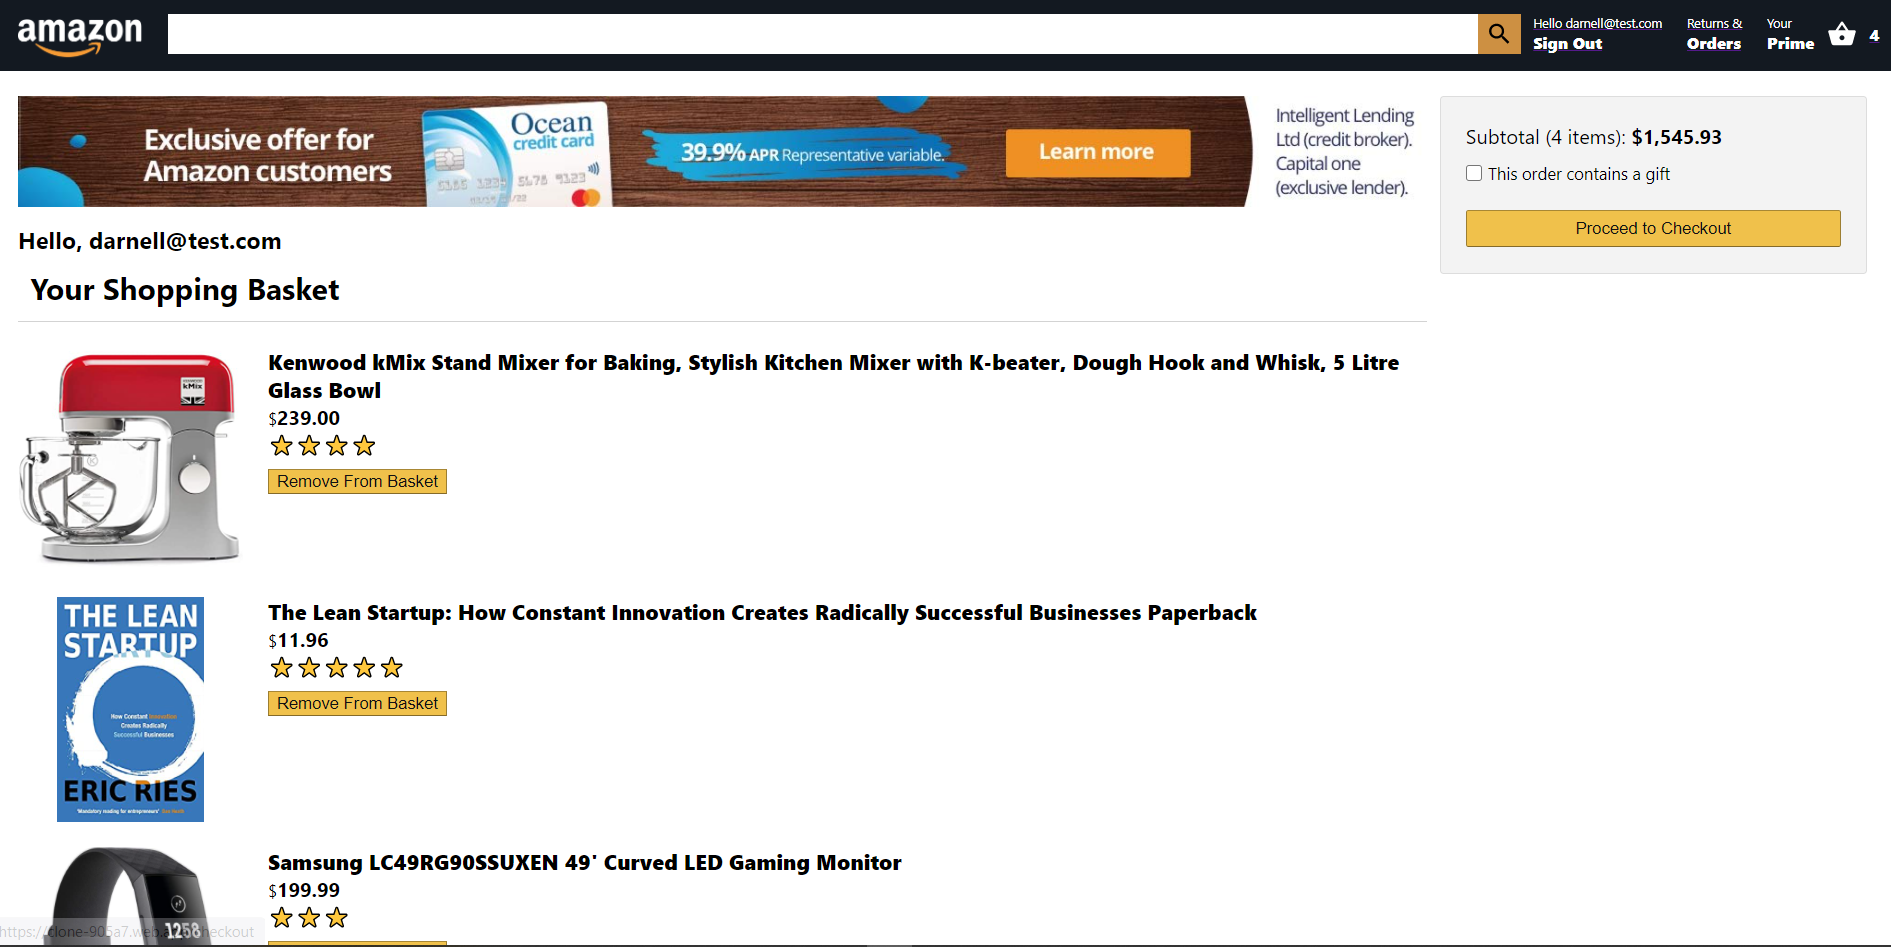 amazon
Hello darnell@test.com
Sign Out
Returns &
Orders
Your
Prime
4
Exclusive offer for
Amazon customers
Ocean
credit card
39.9% APR Representative variable.
Learn more
Intelligent Lending
Ltd (credit broker).
Capital one
(exclusive lender).
Subtotal (4 items): $1,545.93
This order contains a gift
Proceed to Checkout
Hello, darnell@test.com
Your Shopping Basket
kMix
Kenwood kMix Stand Mixer for Baking, Stylish Kitchen Mixer with K-beater, Dough Hook and Whisk, 5 Litre
Glass Bowl
$239.00
Remove From Basket
THE LEAN
STARTUP
How Constant Innovation
Creates Radically
Successful Businesses
ERIC RIES
'Mandatory reading for entrepreneurs'
The Lean Startup: How Constant Innovation Creates Radically Successful Businesses Paperback
$11.96
Remove From Basket
Samsung LC49RG90SSUXEN 49' Curved LED Gaming Monitor
$199.99
1258